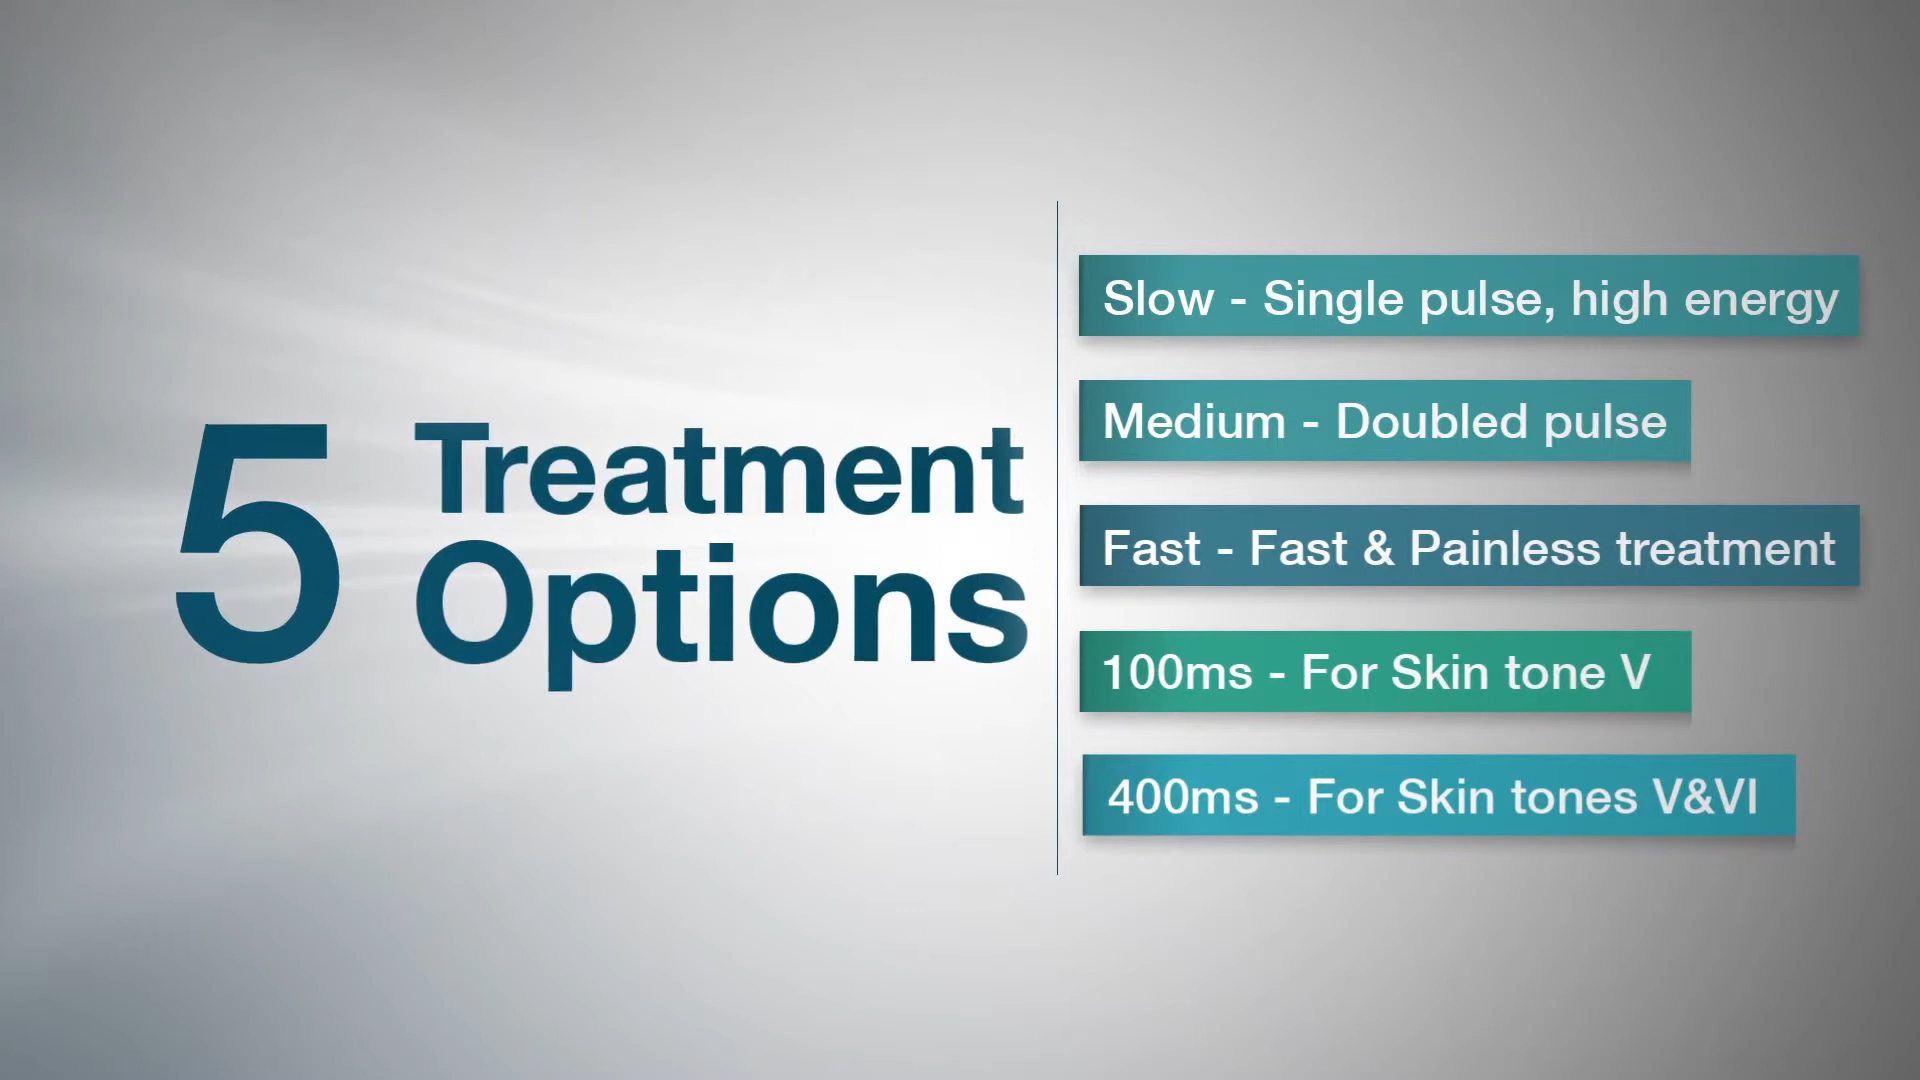 5
Treatment
Options
Slow - Single pulse, high energy
Medium - Doubled pulse
Fast - Fast & Painless treatment
100ms - For Skin tone V
400ms - For Skin tones V&VI